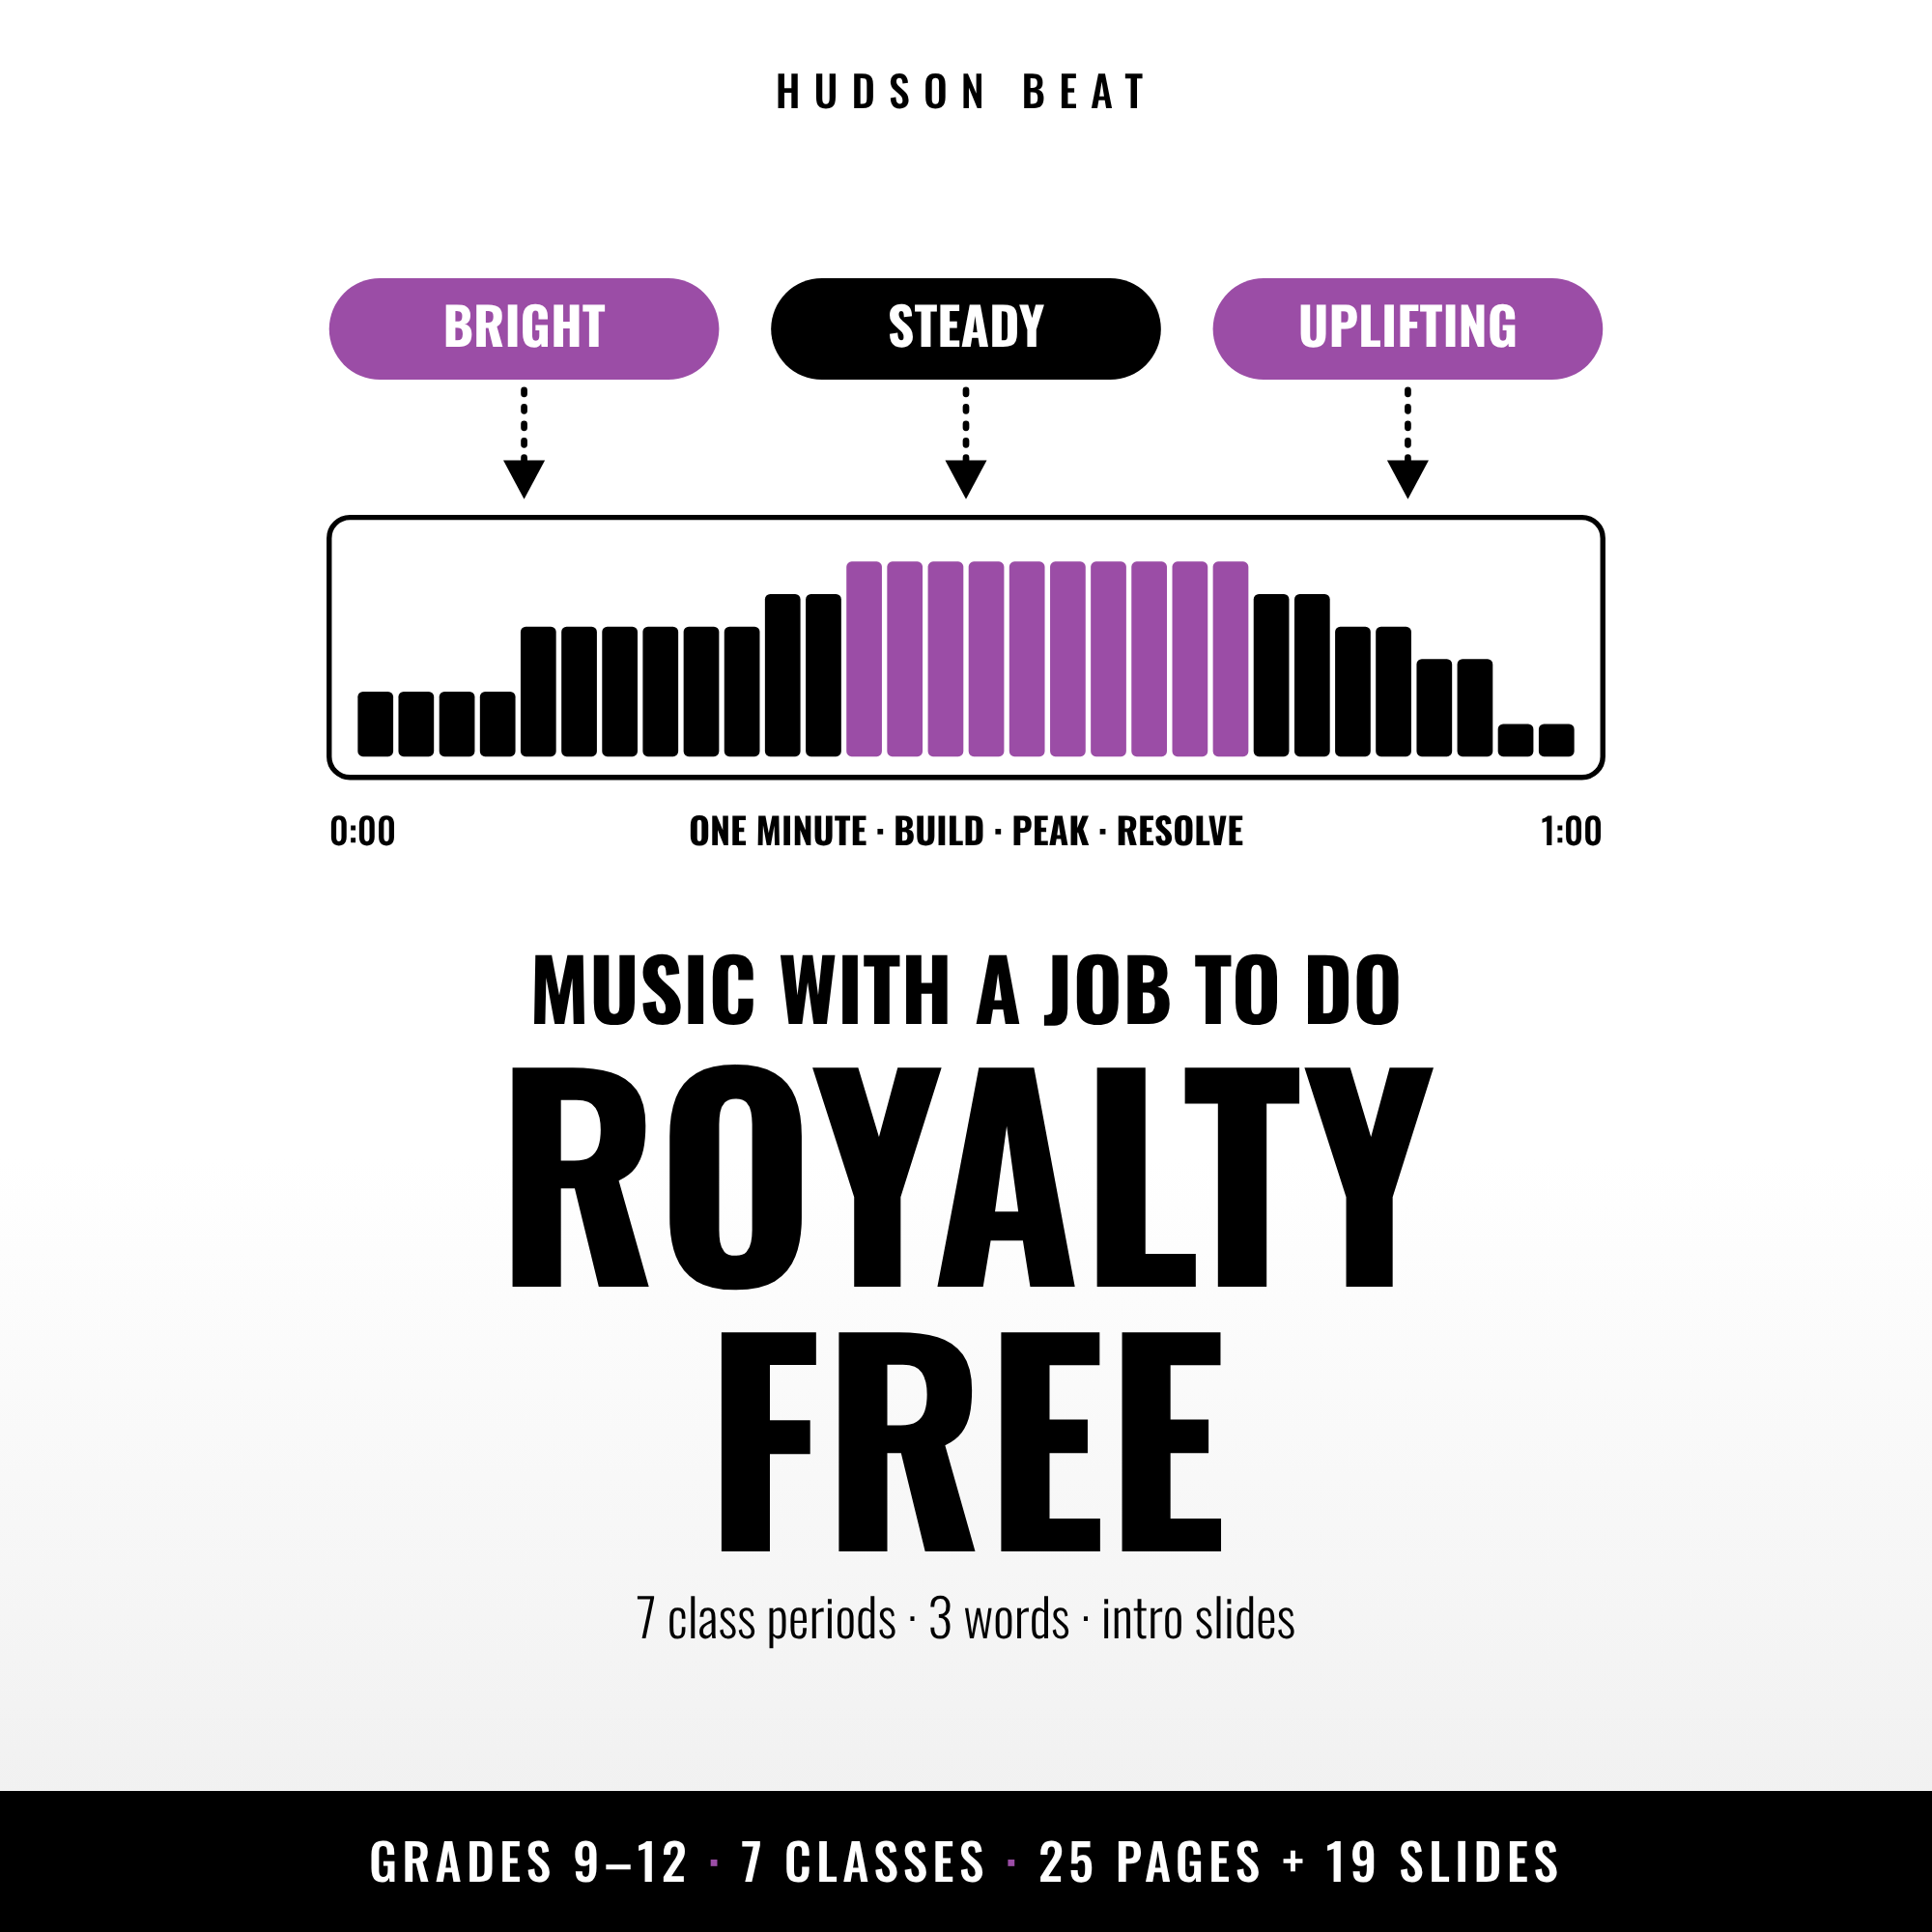 HUDSON BEAT
BRIGHT STEADY UPLIFTING
0:00 ONE MINUTE · BUILD · PEAK · RESOLVE 1:00
MUSIC WITH A JOB TO DO
ROYALTY
FREE
7 class periods · 3 words · intro slides
GRADES 9–12 · 7 CLASSES · 25 PAGES + 19 SLIDES